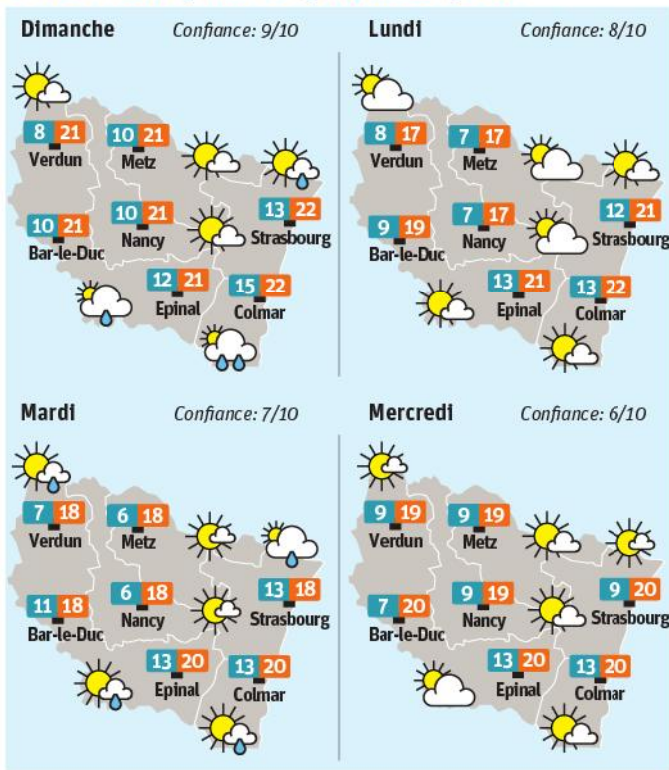 Dimanche Confiance: 9/10
8 21
Verdun
10 21
Metz
10 21
Bar-le-Duc
10 21
Nancy
13 22
Strasbourg
12 21
Epinal
15 22
Colmar
Lundi Confiance: 8/10
8 17
Verdun
7 17
Metz
9 19
Bar-le-Duc
7 17
Nancy
12 21
Strasbourg
13 21
Epinal
13 22
Colmar
Mardi Confiance: 7/10
7 18
Verdun
6 18
Metz
11 18
Bar-le-Duc
6 18
Nancy
13 18
Strasbourg
13 20
Epinal
13 20
Colmar
Mercredi Confiance: 6/10
9 19
Verdun
9 19
Metz
7 20
Bar-le-Duc
9 19
Nancy
9 20
Strasbourg
13 20
Epinal
13 20
Colmar